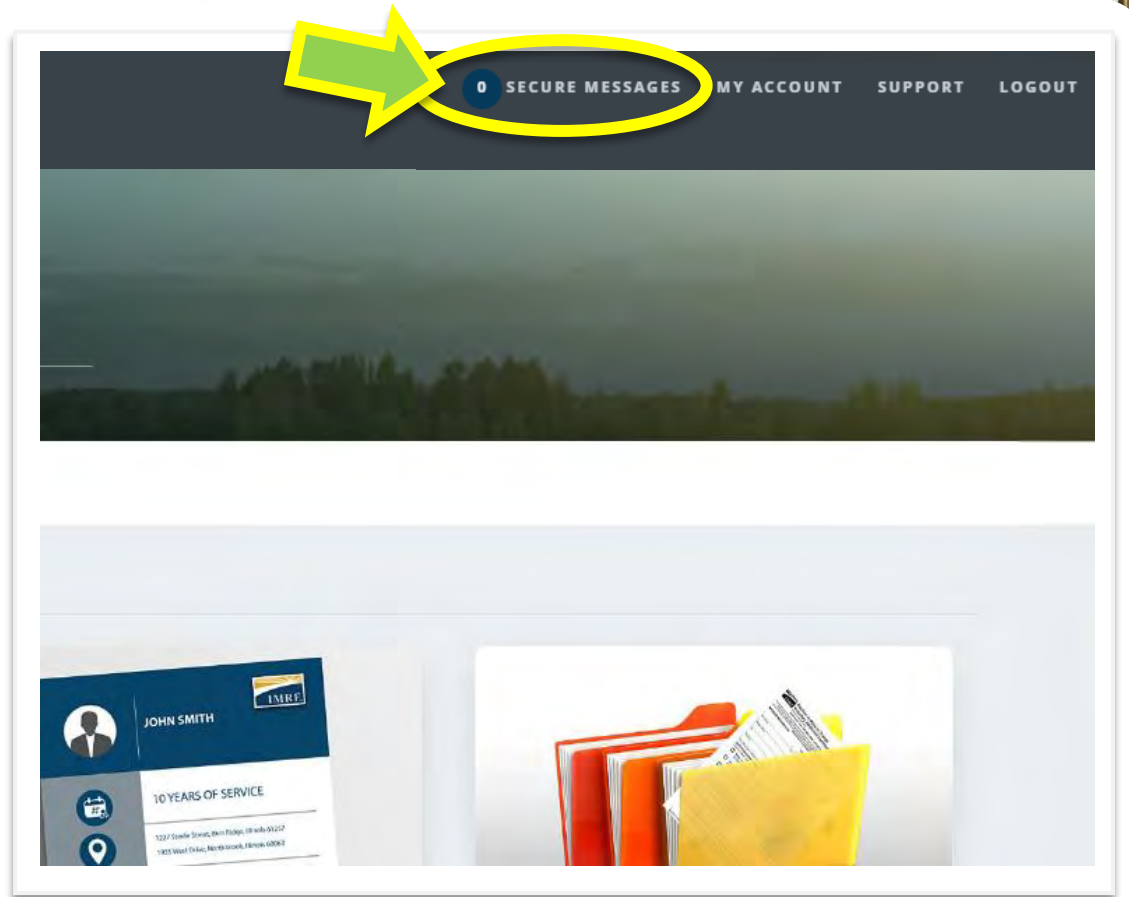 0 SECURE MESSAGES MY ACCOUNT SUPPORT LOGOUT
IMRF
JOHN SMITH
10 YEARS OF SERVICE